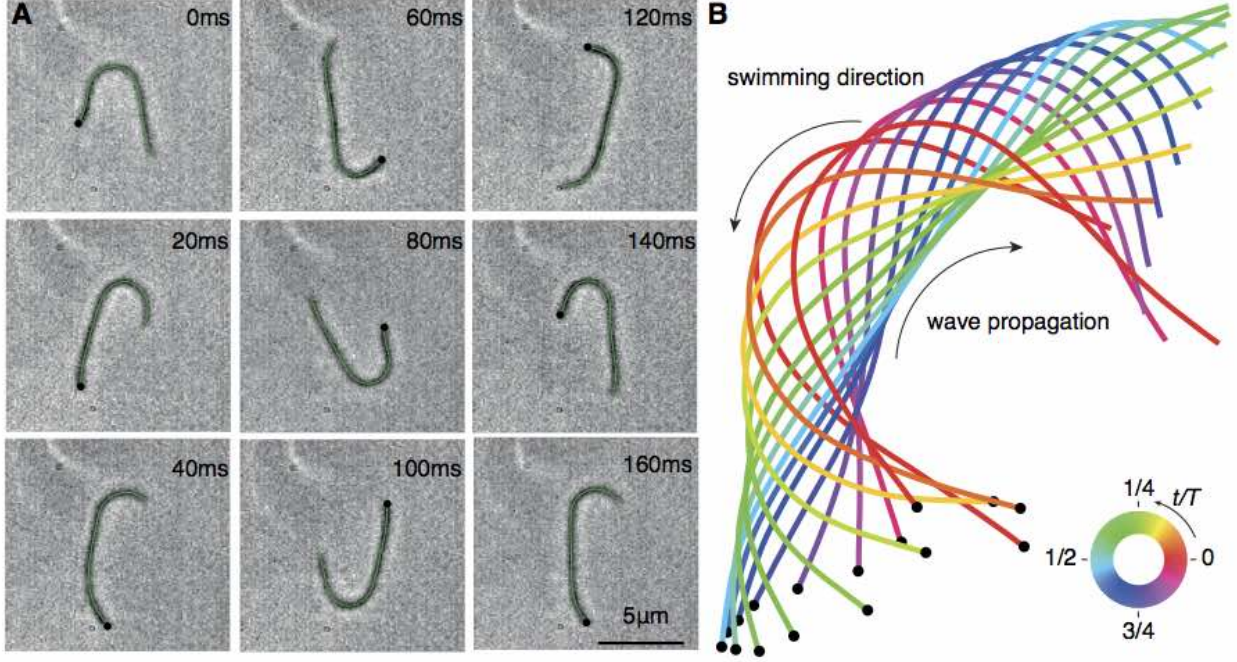 A
0ms
60ms
120ms
20ms
80ms
140ms
40ms
100ms
160ms
5μm
B
swimming direction
wave propagation
1/4
t/T
1/2
0
3/4